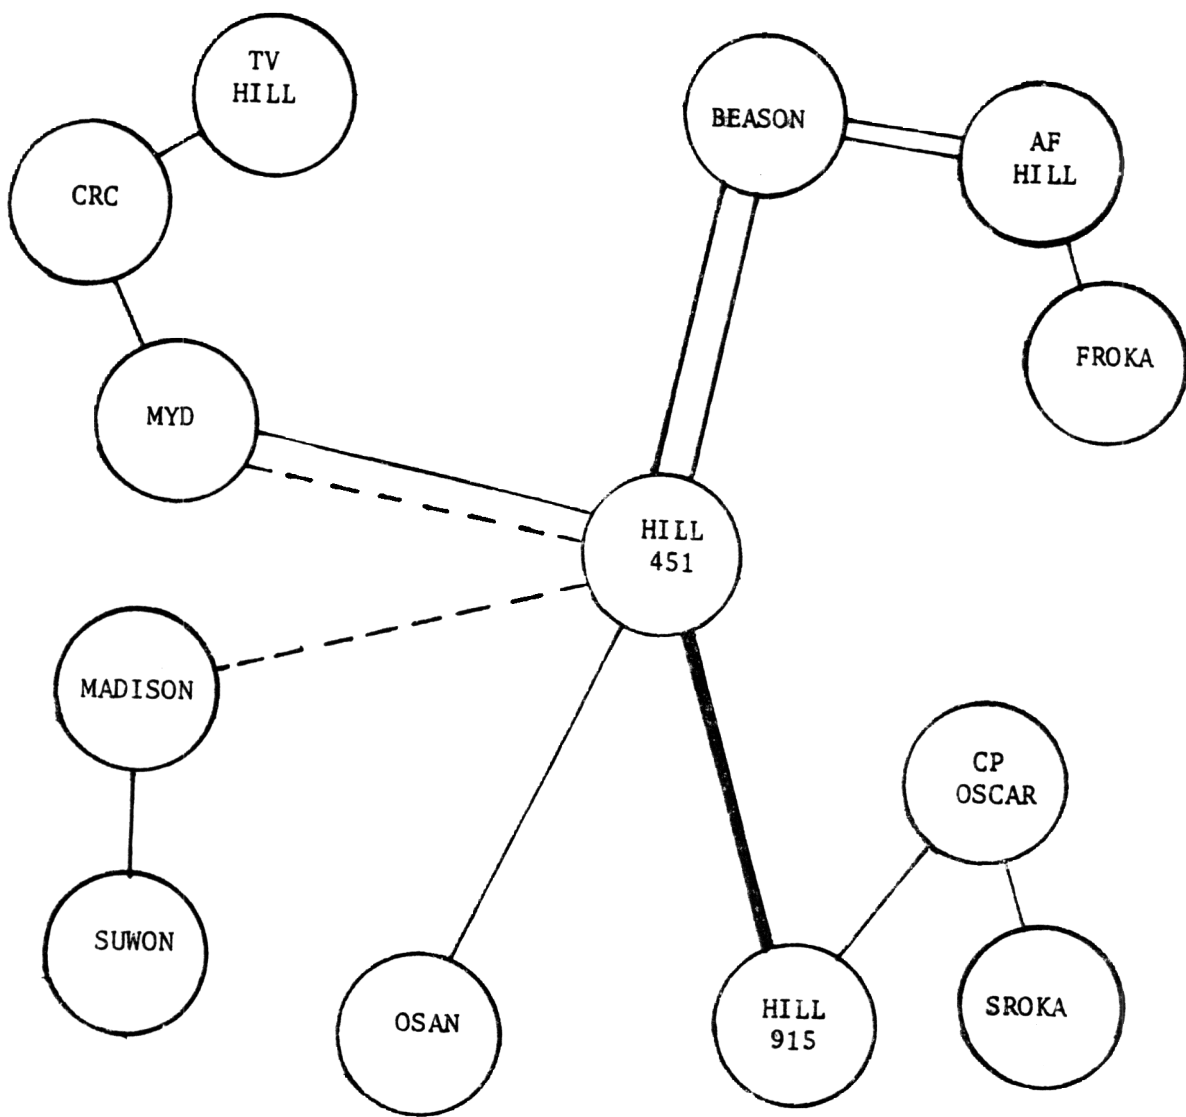 TV
HILL
BEASON
AF
HILL
CRC
FROKA
MYD
HILL
451
MADISON
CP
OSCAR
SUWON
OSAN
HILL
915
SROKA